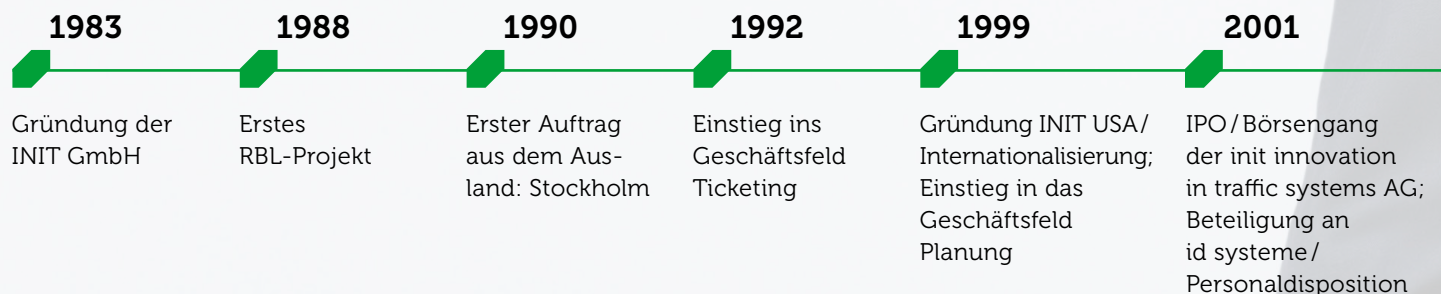 1983
Gründung der
INIT GmbH
1988
Erstes
RBL-Projekt
1990
Erster Auftrag
aus dem Aus-
land: Stockholm
1992
Einstieg ins
Geschäftsfeld
Ticketing
1999
Gründung INIT USA/
Internationalisierung;
Einstieg in das
Geschäftsfeld
Planung
2001
IPO/Börsengang
der init innovation
in traffic systems AG;
Beteiligung an
id systeme/
Personaldisposition